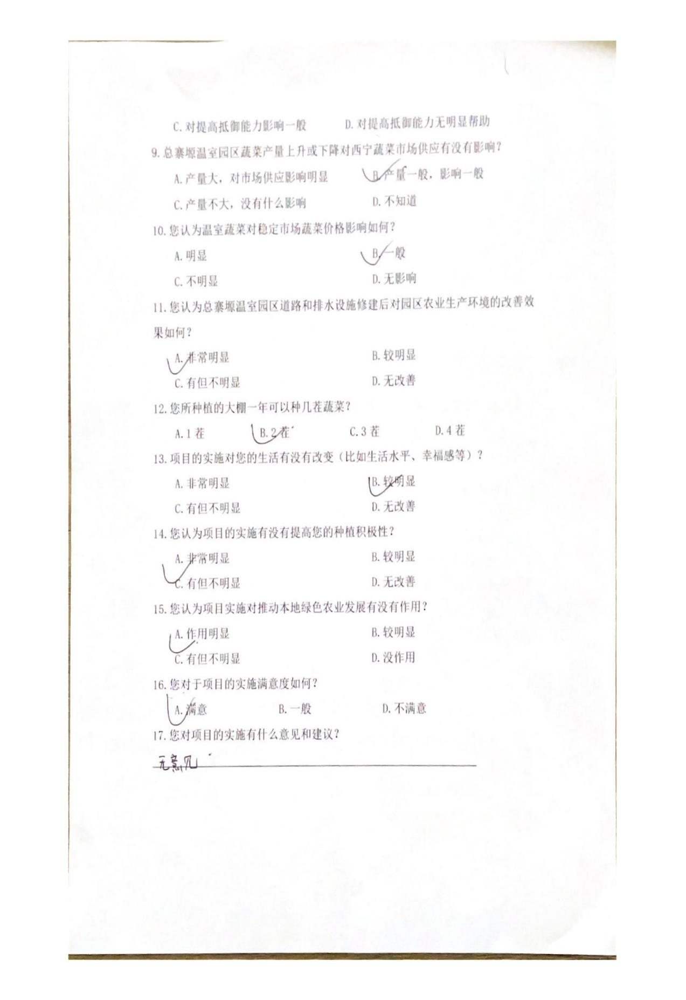 C.对提高抵御能力影响一般 D.对提高抵御能力无明显帮助
9.总寨塬温室园区蔬菜产量上升或下降对西宁蔬菜市场供应有没有影响？
A.产量大，对市场供应影响明显 B.产量一般，影响一般
C.产量不大，没有什么影响 D.不知道
10.您认为温室蔬菜对稳定市场蔬菜价格影响如何？
A.明显 B.一般
C.不明显 D.无影响
11.您认为总寨塬温室园区道路和排水设施修建后对园区农业生产环境的改善效
果如何？
A.非常明显 B.较明显
C.有但不明显 D.无改善
12.您所种植的大棚一年可以种几茬蔬菜？
A.1茬 B.2茬 C.3茬 D.4茬
13.项目的实施对您的生活有没有改变（比如生活水平、幸福感等）？
A.非常明显 B.较明显
C.有但不明显 D.无改善
14.您认为项目的实施有没有提高您的种植积极性？
A.非常明显 B.较明显
C.有但不明显 D.无改善
15.您认为项目实施对推动本地绿色农业发展有没有作用？
A.作用明显 B.较明显
C.有但不明显 D.没作用
16.您对于项目的实施满意度如何？
A.满意 B.一般 D.不满意
17.您对项目的实施有什么意见和建议？
无意见